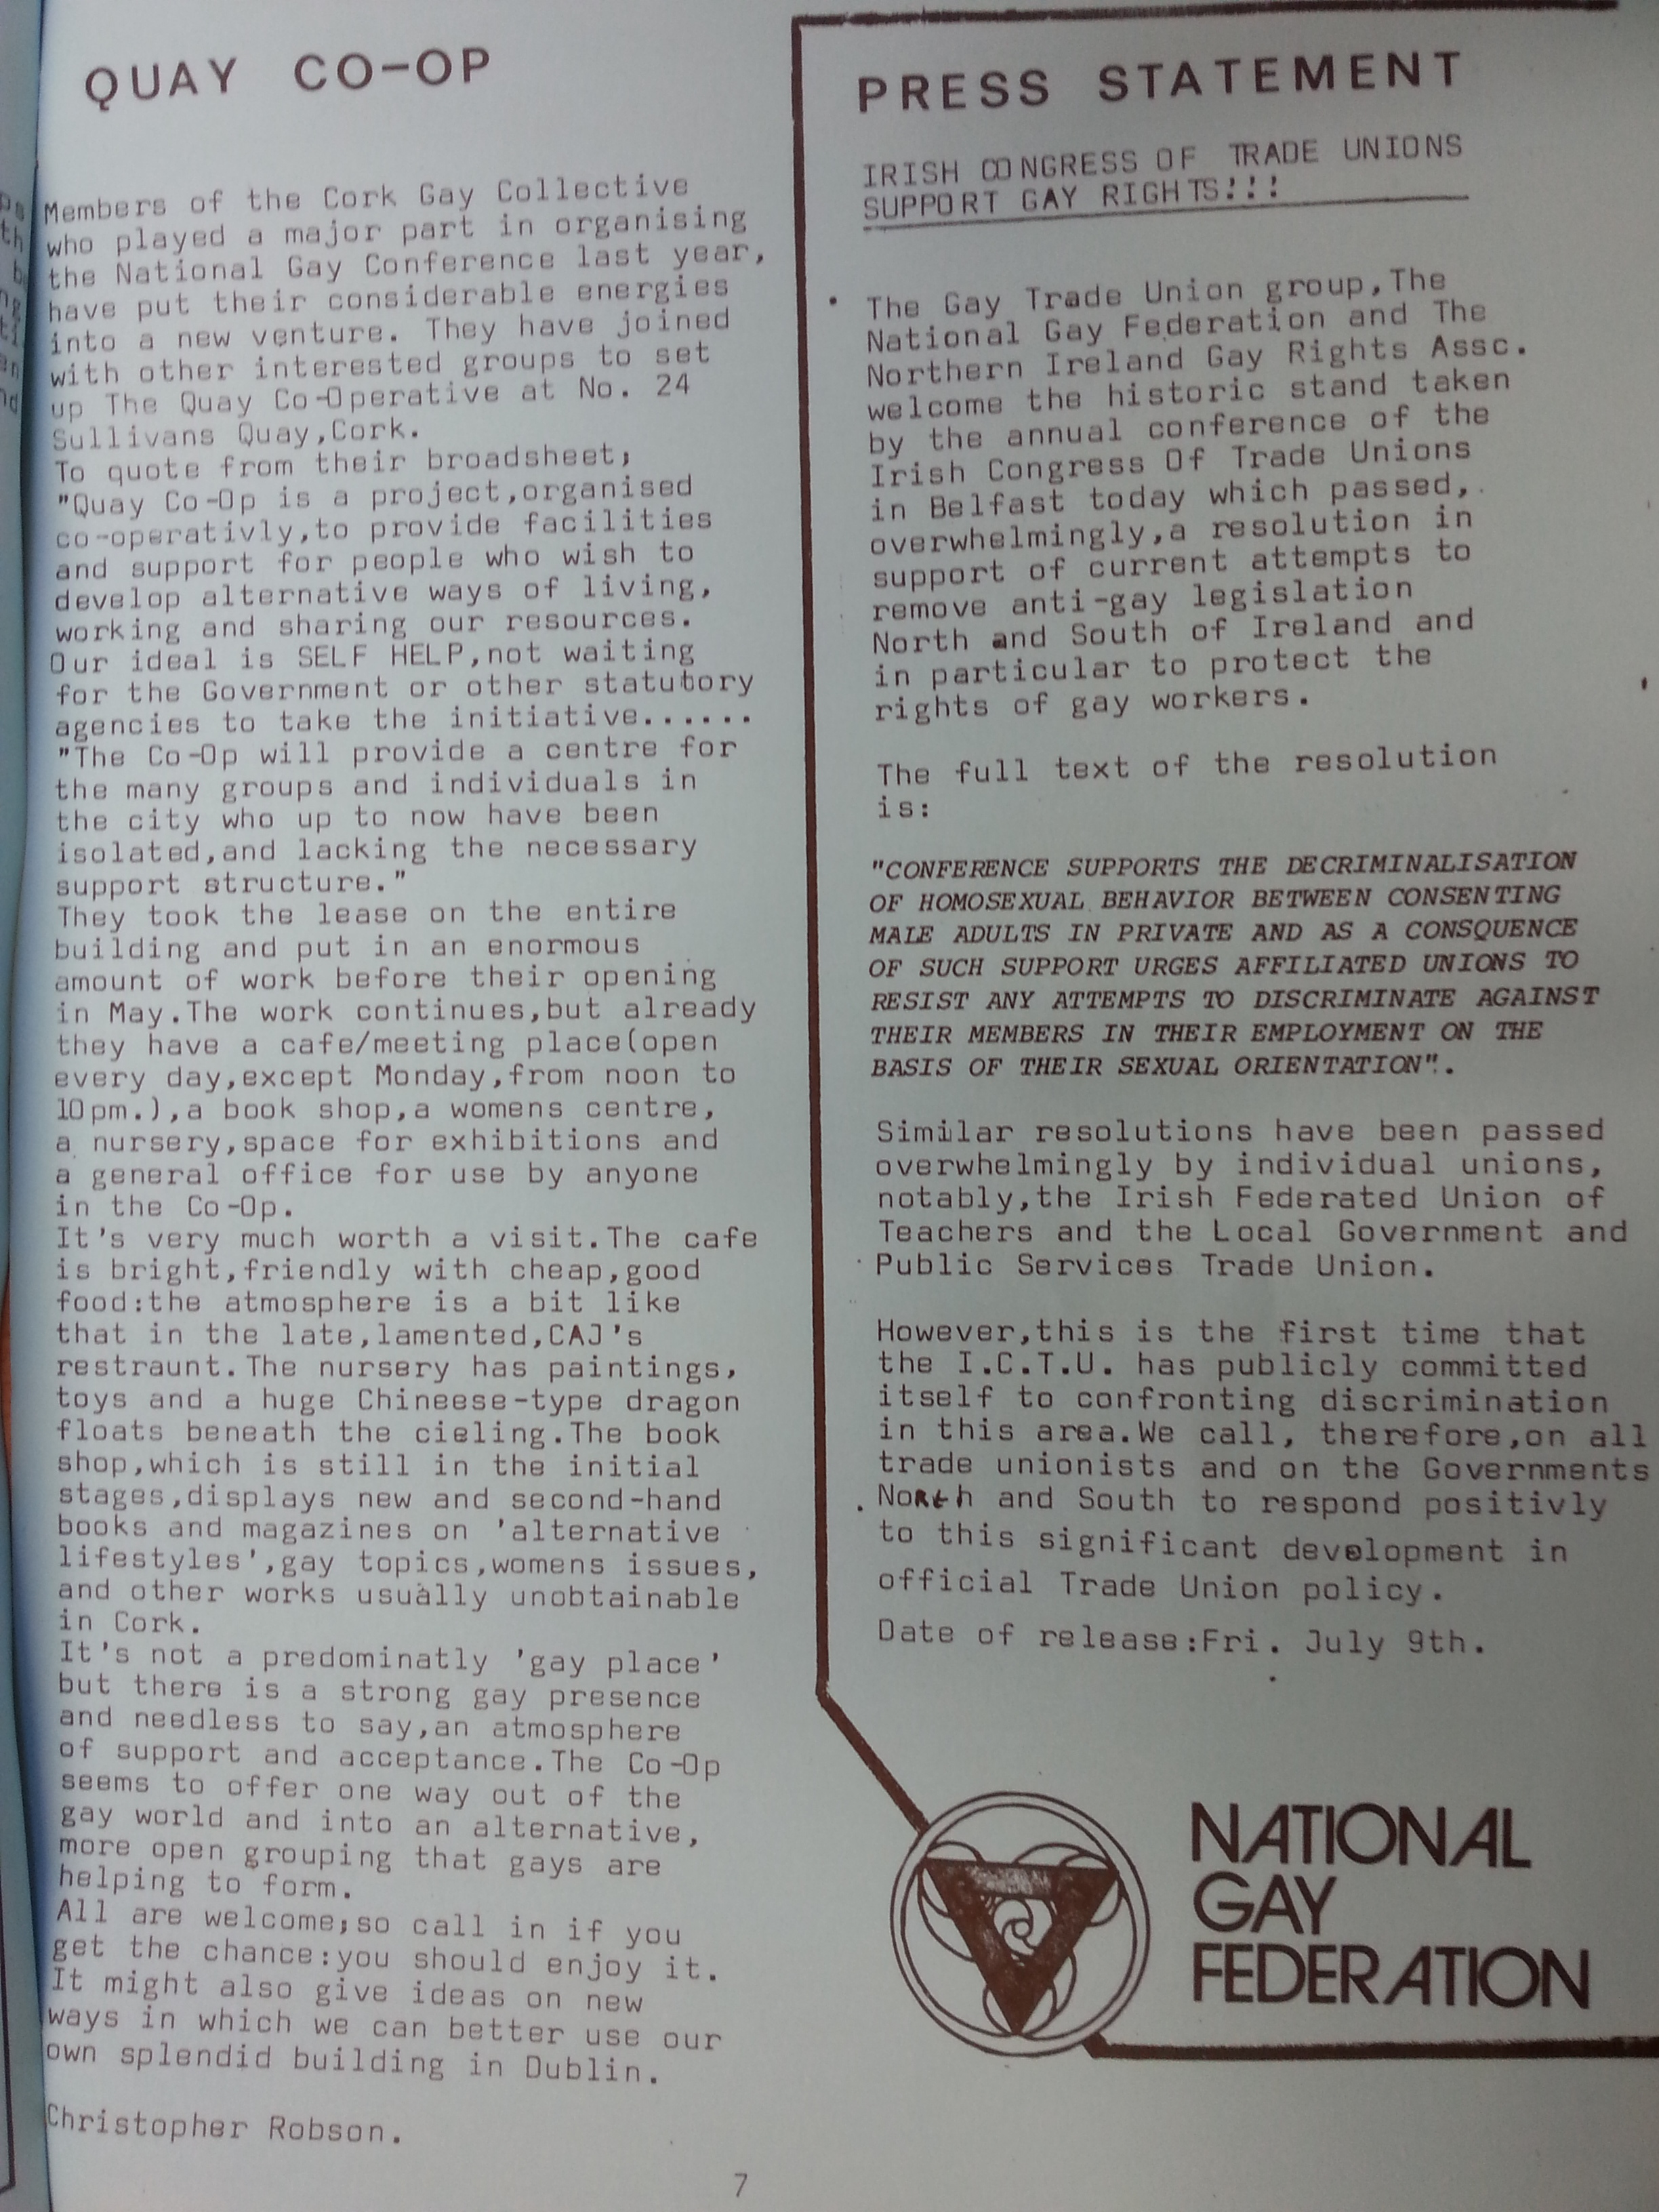 QUAY CO-OP
Members of the Cork Gay Collective
who played a major part in organising
the National Gay Conference last year,
have put their considerable energies
into a new venture. They have joined
with other interested groups to set
up The Quay Co-Operative at No. 24
Sullivans Quay,Cork.
To quote from their broadsheet;
"Quay Co-Op is a project,organised
co-operativly,to provide facilities
and support for people who wish to
develop alternative ways of living,
working and sharing our resources.
Our ideal is SELF HELP,not waiting
for the Government or other statutory
agencies to take the initiative......
"The Co-Op will provide a centre for
the many groups and individuals in
the city who up to now have been
isolated,and lacking the necessary
support structure."
They took the lease on the entire
building and put in an enormous
amount of work before their opening
in May.The work continues,but already
they have a cafe/meeting place(open
every day,except Monday,from noon to
10pm.),a book shop,a womens centre,
a nursery,space for exhibitions and
a general office for use by anyone
in the Co-Op.
It's very much worth a visit.The cafe
is bright,friendly with cheap,good
food:the atmosphere is a bit like
that in the late,lamented,CAJ's
restraunt.The nursery has paintings,
toys and a huge Chineese-type dragon
floats beneath the cieling.The book
shop,which is still in the initial
stages,displays new and second-hand
books and magazines on 'alternative
lifestyles',gay topics,womens issues,
and other works usually unobtainable
in Cork.
It's not a predominatly 'gay place'
but there is a strong gay presence
and needless to say,an atmosphere
of support and acceptance.The Co-Op
seems to offer one way out of the
gay world and into an alternative,
more open grouping that gays are
helping to form.
All are welcome;so call in if you
get the chance:you should enjoy it.
It might also give ideas on new
ways in which we can better use our
own splendid building in Dublin.
Christopher Robson.
PRESS STATEMENT
IRISH CONGRESS OF TRADE UNIONS
SUPPORT GAY RIGHTS!!!
The Gay Trade Union group,The
National Gay Federation and The
Northern Ireland Gay Rights Assc.
welcome the historic stand taken
by the annual conference of the
Irish Congress Of Trade Unions
in Belfast today which passed,
overwhelmingly,a resolution in
support of current attempts to
remove anti-gay legislation
North and South of Ireland and
in particular to protect the
rights of gay workers.
The full text of the resolution
is:
"CONFERENCE SUPPORTS THE DECRIMINALISATION
OF HOMOSEXUAL BEHAVIOR BETWEEN CONSENTING
MALE ADULTS IN PRIVATE AND AS A CONSQUENCE
OF SUCH SUPPORT URGES AFFILIATED UNIONS TO
RESIST ANY ATTEMPTS TO DISCRIMINATE AGAINST
THEIR MEMBERS IN THEIR EMPLOYMENT ON THE
BASIS OF THEIR SEXUAL ORIENTATION".
Similar resolutions have been passed
overwhelmingly by individual unions,
notably,the Irish Federated Union of
Teachers and the Local Government and
Public Services Trade Union.
However,this is the first time that
the I.C.T.U. has publicly committed
itself to confronting discrimination
in this area.We call, therefore,on all
trade unionists and on the Governments
North and South to respond positivly
to this significant development in
official Trade Union policy.
Date of release:Fri. July 9th.
NATIONAL
GAY
FEDERATION
7